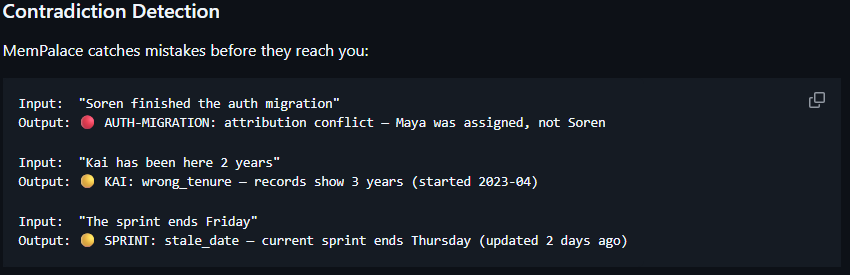 Contradiction Detection
MemPalace catches mistakes before they reach you:
Input:  "Soren finished the auth migration"
Output: 🔴 AUTH-MIGRATION: attribution conflict — Maya was assigned, not Soren
Input:  "Kai has been here 2 years"
Output: 🟡 KAI: wrong_tenure — records show 3 years (started 2023-04)
Input:  "The sprint ends Friday"
Output: 🟡 SPRINT: stale_date — current sprint ends Thursday (updated 2 days ago)